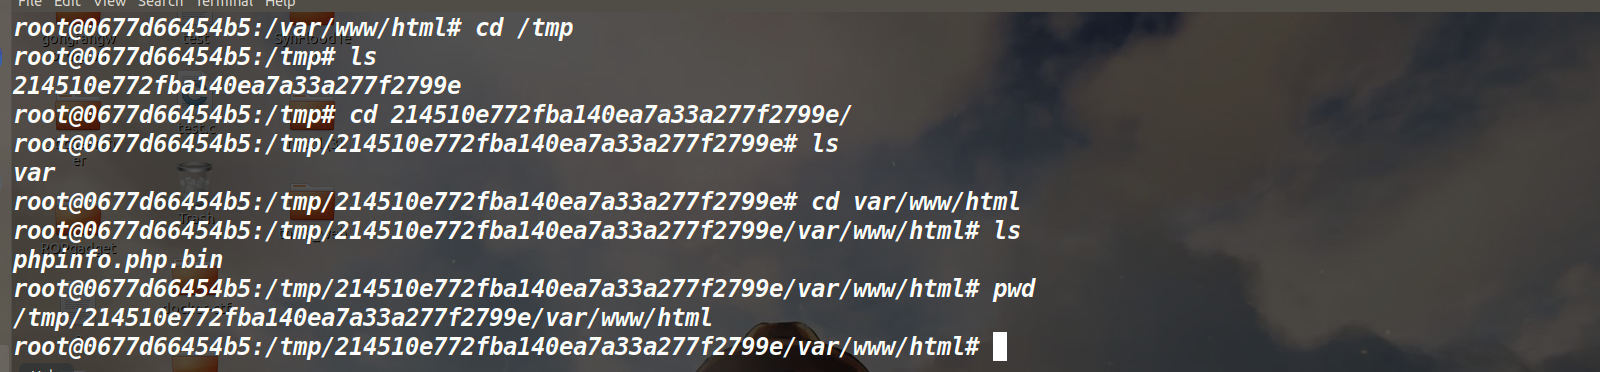 File Edit View Search Terminal Help
root@0677d66454b5:/var/www/html# cd /tmp
root@0677d66454b5:/tmp# ls
214510e772fba140ea7a33a277f2799e
root@0677d66454b5:/tmp# cd 214510e772fba140ea7a33a277f2799e/
root@0677d66454b5:/tmp/214510e772fba140ea7a33a277f2799e# ls
var
root@0677d66454b5:/tmp/214510e772fba140ea7a33a277f2799e# cd var/www/html
root@0677d66454b5:/tmp/214510e772fba140ea7a33a277f2799e/var/www/html# ls
phpinfo.php.bin
root@0677d66454b5:/tmp/214510e772fba140ea7a33a277f2799e/var/www/html# pwd
/tmp/214510e772fba140ea7a33a277f2799e/var/www/html
root@0677d66454b5:/tmp/214510e772fba140ea7a33a277f2799e/var/www/html#